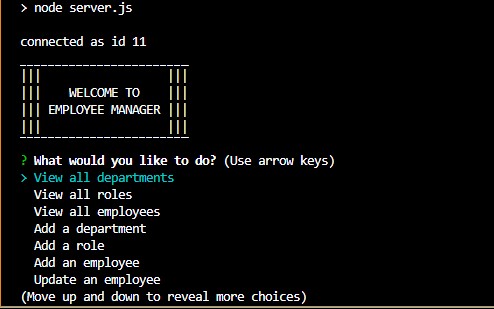 > node server.js
connected as id 11
________________________
||| |||
||| WELCOME TO |||
||| EMPLOYEE MANAGER |||
||| |||
________________________
? What would you like to do? (Use arrow keys)
> View all departments
View all roles
View all employees
Add a department
Add a role
Add an employee
Update an employee
(Move up and down to reveal more choices)